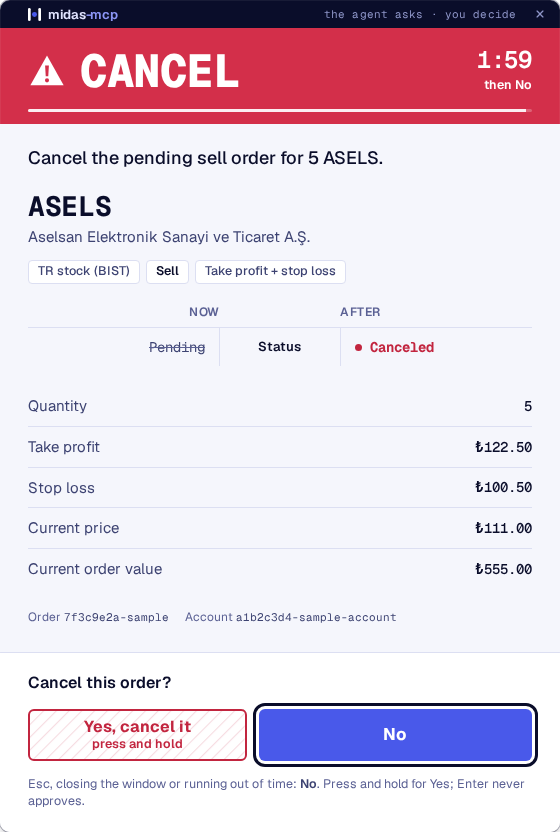 midas-mcp
the agent asks · you decide ×
CANCEL
1:59
then No
Cancel the pending sell order for 5 ASELS.
ASELS
Aselsan Elektronik Sanayi ve Ticaret A.Ş.
TR stock (BIST) Sell Take profit + stop loss
NOW AFTER
Pending Status Canceled
Quantity 5
Take profit ₺122.50
Stop loss ₺100.50
Current price ₺111.00
Current order value ₺555.00
Order 7f3c9e2a-sample Account a1b2c3d4-sample-account
Cancel this order?
Yes, cancel it
press and hold
No
Esc, closing the window or running out of time: No. Press and hold for Yes; Enter never
approves.